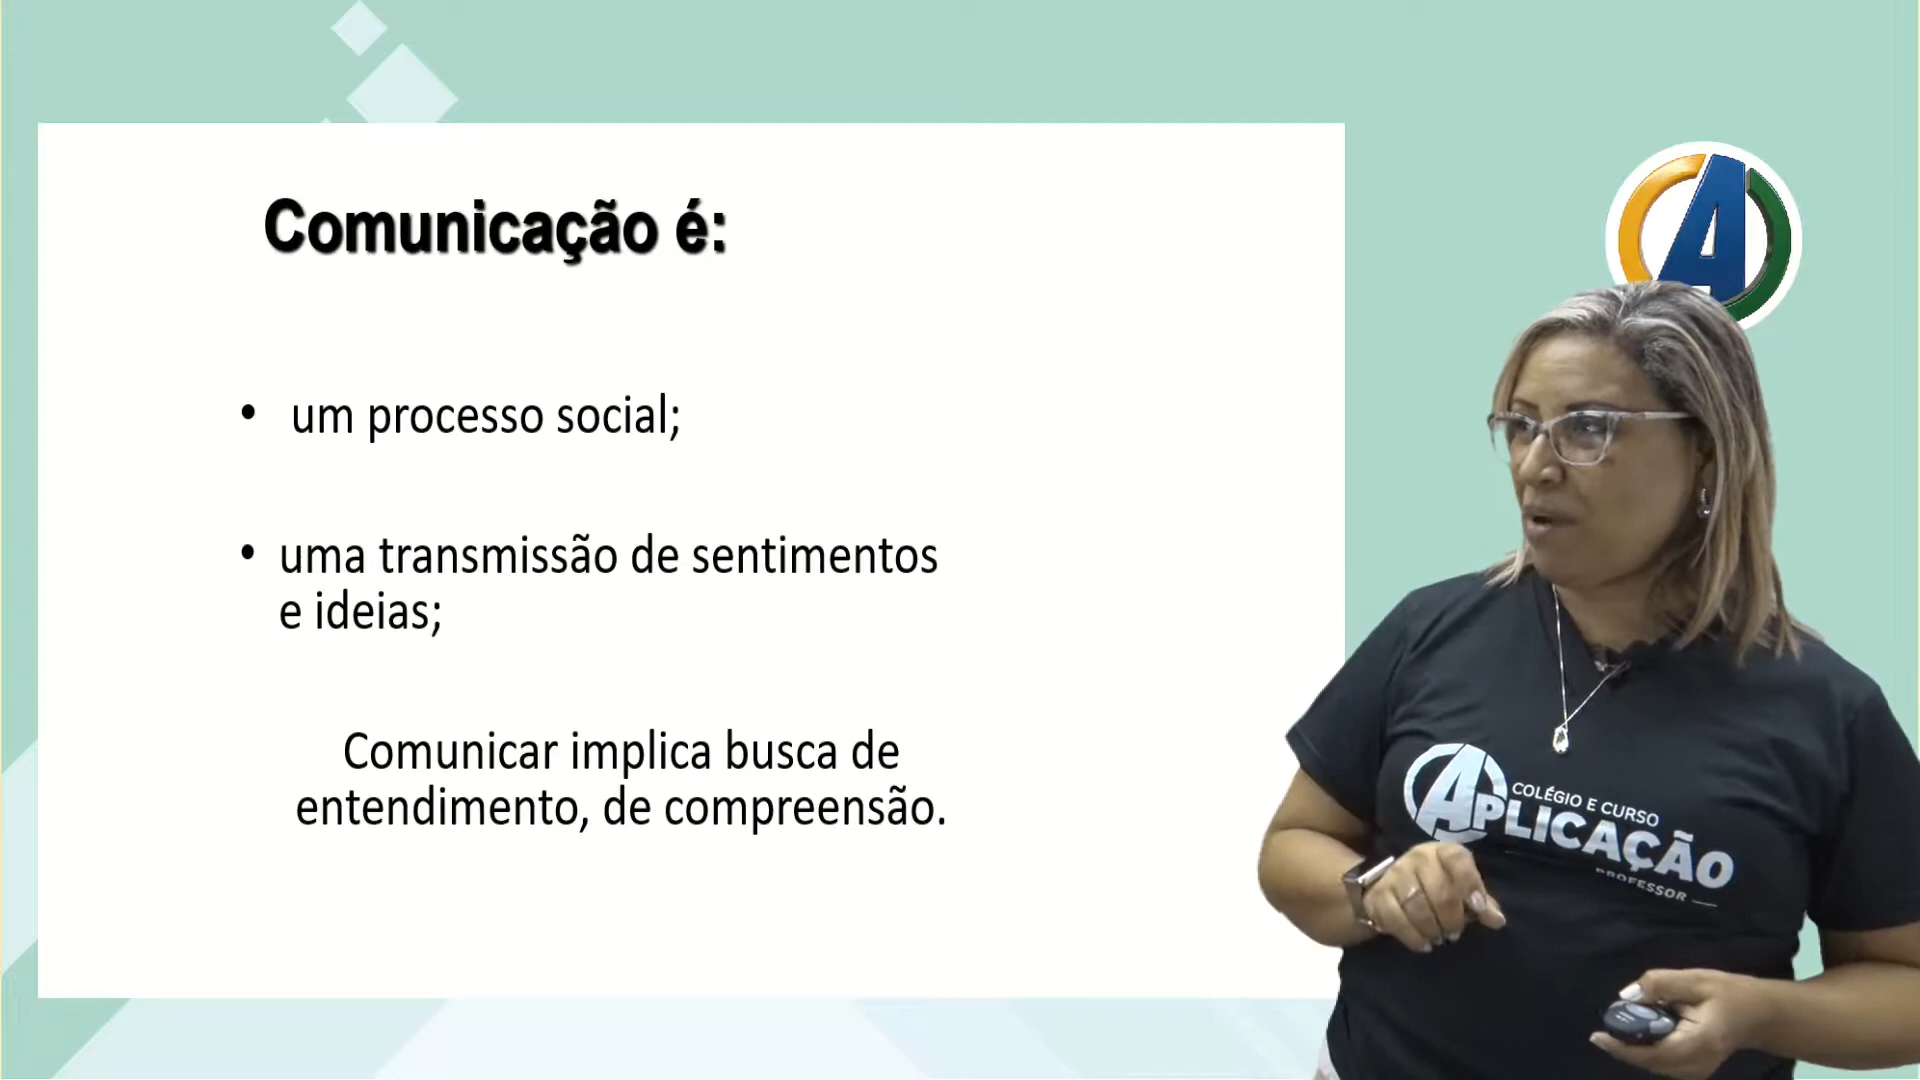 Comunicação é:
• um processo social;
• uma transmissão de sentimentos
e ideias;
Comunicar implica busca de
entendimento, de compreensão.
A
COLÉGIO E CURSO
APLICAÇÃO
PROFESSOR